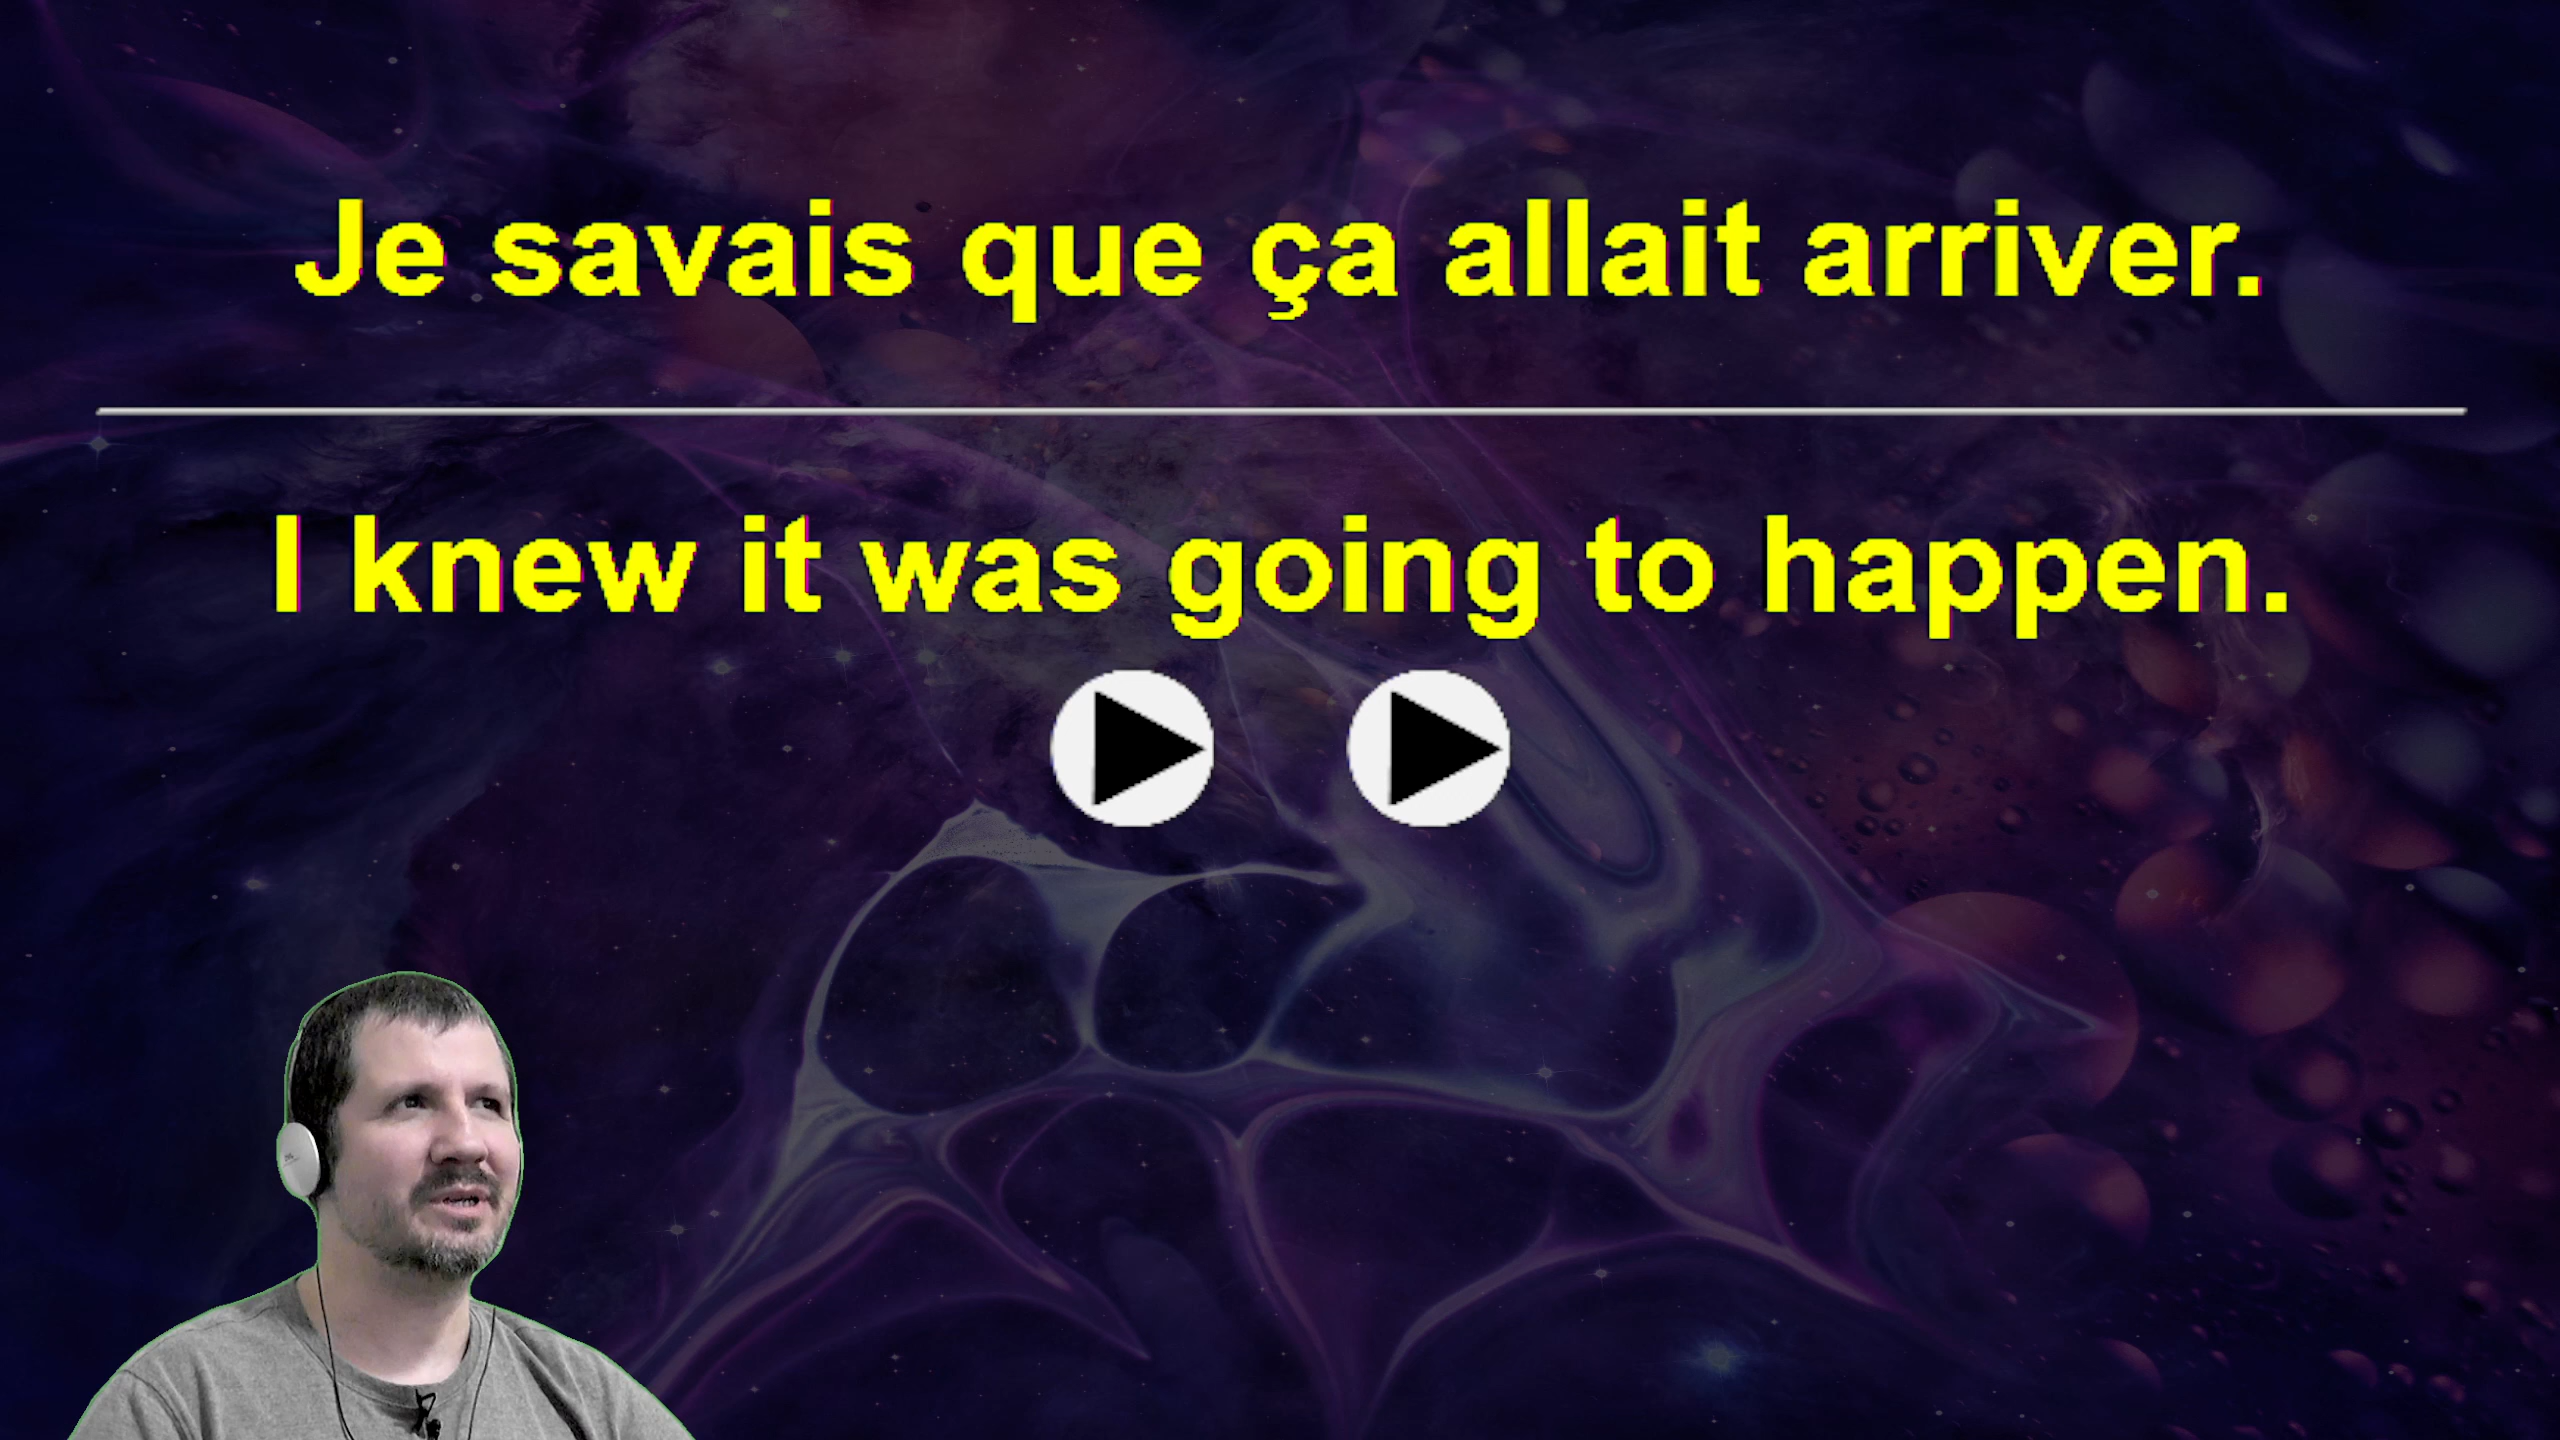 Je savais que ça allait arriver.
I knew it was going to happen.